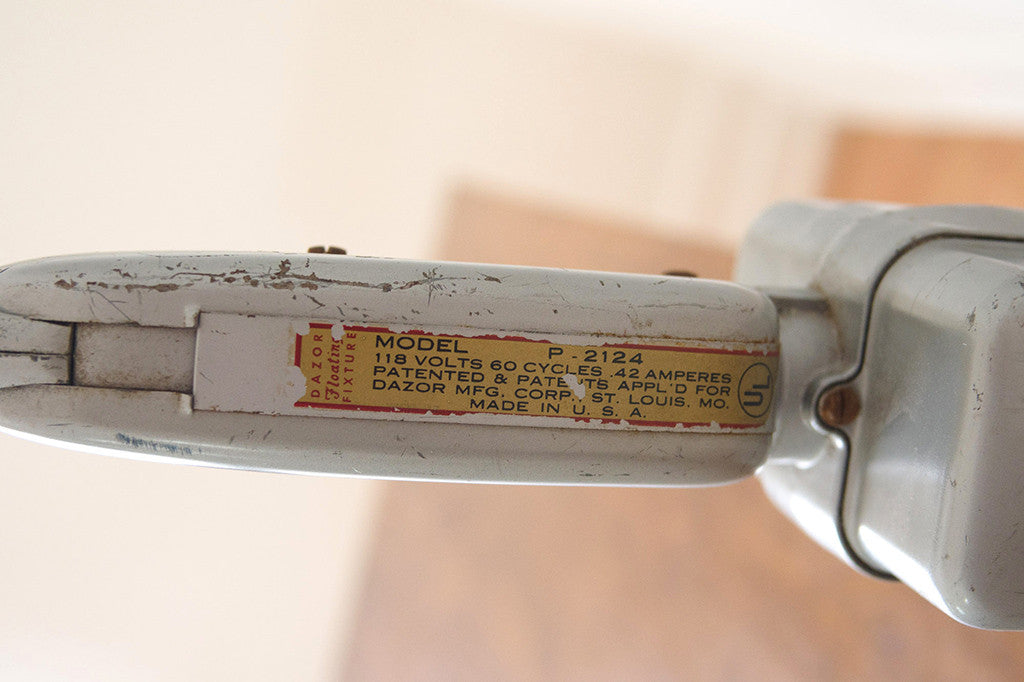 DAZOR
Floating
FIXTURE
MODEL P-2124
118 VOLTS 60 CYCLES .42 AMPERES
PATENTED & PATENTS APPL'D FOR
DAZOR MFG. CORP. ST. LOUIS. MO.
MADE IN U. S. A.
UL